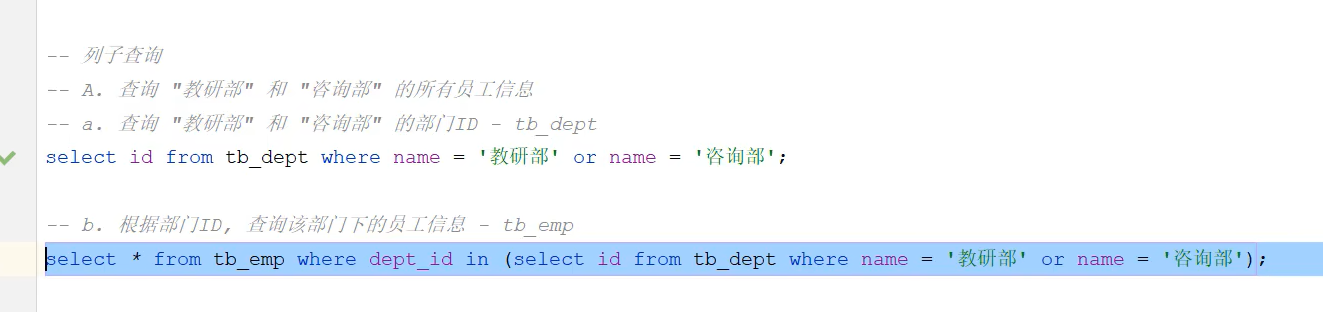 -- 列子查询
-- A. 查询 "教研部" 和 "咨询部" 的所有员工信息
-- a. 查询 "教研部" 和 "咨询部" 的部门ID - tb_dept
select id from tb_dept where name = '教研部' or name = '咨询部';
-- b. 根据部门ID, 查询该部门下的员工信息 - tb_emp
select * from tb_emp where dept_id in (select id from tb_dept where name = '教研部' or name = '咨询部');